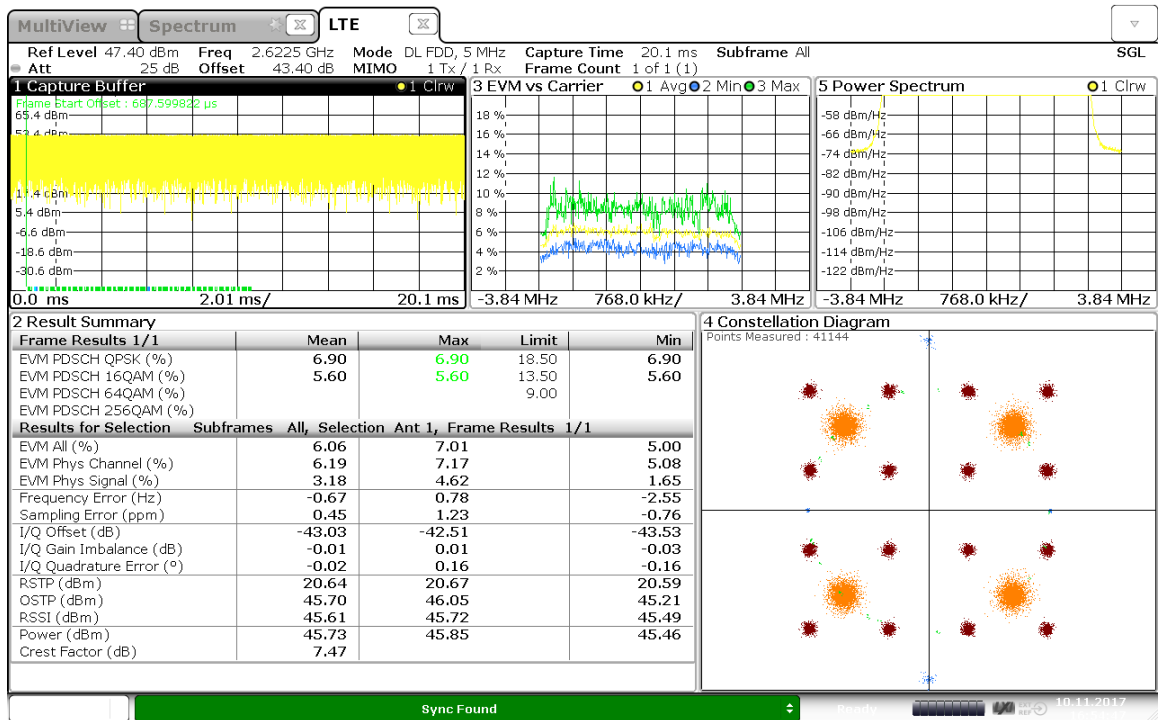 MultiView Spectrum LTE
Ref Level 47.40 dBm Freq 2.6225 GHz Mode DL FDD, 5 MHz Capture Time 20.1 ms Subframe All SGL
Att 25 dB Offset 43.40 dB MIMO 1 Tx / 1 Rx Frame Count 1 of 1 (1)
1 Capture Buffer 1 Clrw
Frame Start Offset : 687.599822 µs
65.4 dBm
53.4 dBm
5.4 dBm
-6.6 dBm
-18.6 dBm
-30.6 dBm
0.0 ms 2.01 ms/ 20.1 ms
3 EVM vs Carrier 1 Avg 2 Min 3 Max
18 %
16 %
14 %
12 %
10 %
8 %
6 %
4 %
2 %
-3.84 MHz 768.0 kHz/ 3.84 MHz
5 Power Spectrum 1 Clrw
-58 dBm/Hz
-66 dBm/Hz
-74 dBm/Hz
-82 dBm/Hz
-90 dBm/Hz
-98 dBm/Hz
-106 dBm/Hz
-114 dBm/Hz
-122 dBm/Hz
-3.84 MHz 768.0 kHz/ 3.84 MHz
2 Result Summary
Frame Results 1/1 Mean Max Limit Min
EVM PDSCH QPSK (%) 6.90 6.90 18.50 6.90
EVM PDSCH 16QAM (%) 5.60 5.60 13.50 5.60
EVM PDSCH 64QAM (%) 9.00
EVM PDSCH 256QAM (%)
Results for Selection Subframes All, Selection Ant 1, Frame Results 1/1
EVM All (%) 6.06 7.01 5.00
EVM Phys Channel (%) 6.19 7.17 5.08
EVM Phys Signal (%) 3.18 4.62 1.65
Frequency Error (Hz) -0.67 0.78 -2.55
Sampling Error (ppm) 0.45 1.23 -0.76
I/Q Offset (dB) -43.03 -42.51 -43.53
I/Q Gain Imbalance (dB) -0.01 0.01 -0.03
I/Q Quadrature Error (º) -0.02 0.16 -0.16
RSTP (dBm) 20.64 20.67 20.59
OSTP (dBm) 45.70 46.05 45.21
RSSI (dBm) 45.61 45.72 45.49
Power (dBm) 45.73 45.85 45.46
Crest Factor (dB) 7.47
4 Constellation Diagram
Points Measured : 41144
Sync Found Ready LXI EXT REF 10.11.2017